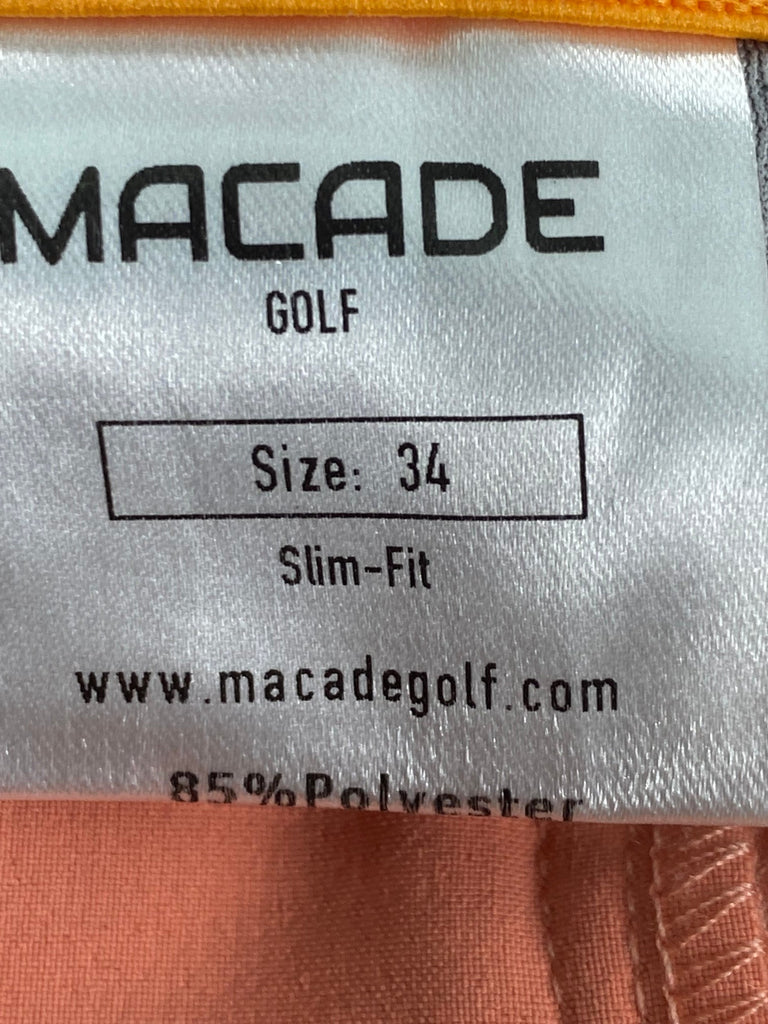 MACADE
GOLF
Size: 34
Slim-Fit
www.macadegolf.com
85%Polyester